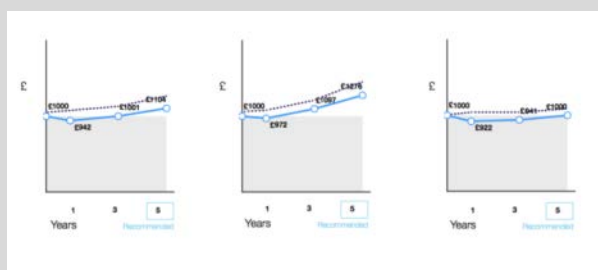 £
£1000
£942
£1001
£1104
1 3 5
Years
Recommended
£
£1000
£972
£1097
£1276
1 3 5
Years
Recommended
£
£1000
£922
£941
£1000
1 3 5
Years
Recommended